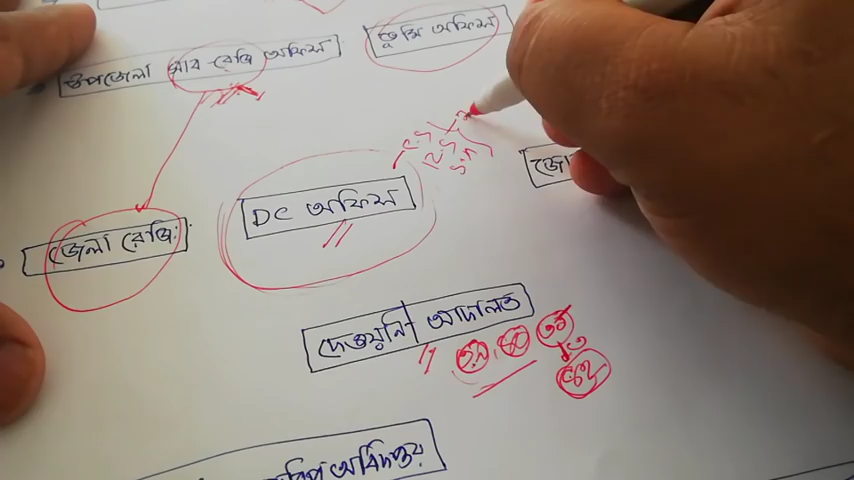 উপজেলা সাব রেজি অফিস
ভূমি অফিস
C.S
R.S
S.A
জে
DC অফিস
জেলা রেজিঃ
দেওয়ানী আদালত
অধিদপ্তর